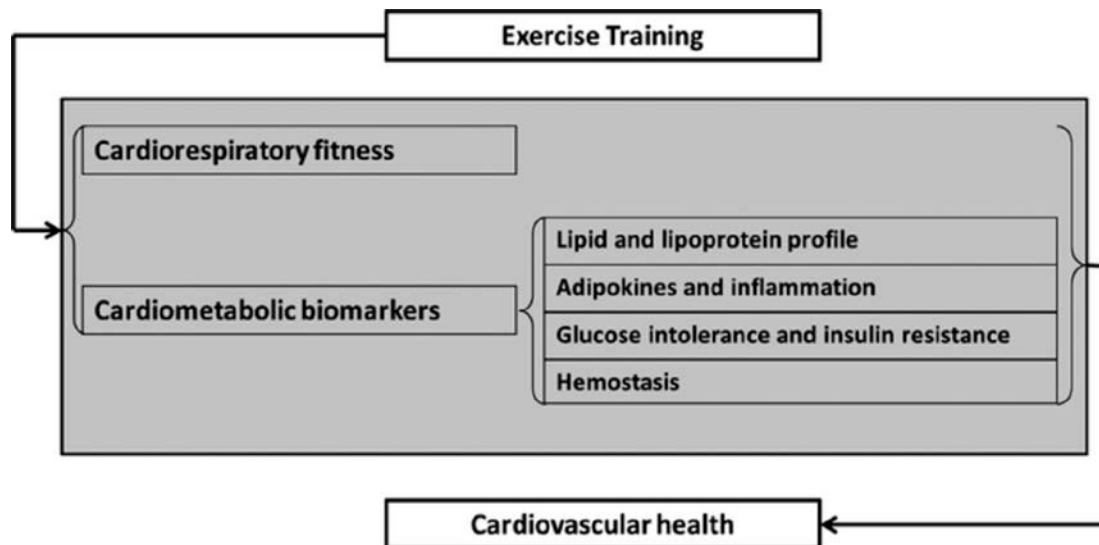 Exercise Training
Cardiorespiratory fitness
Cardiometabolic biomarkers
Lipid and lipoprotein profile
Adipokines and inflammation
Glucose intolerance and insulin resistance
Hemostasis
Cardiovascular health